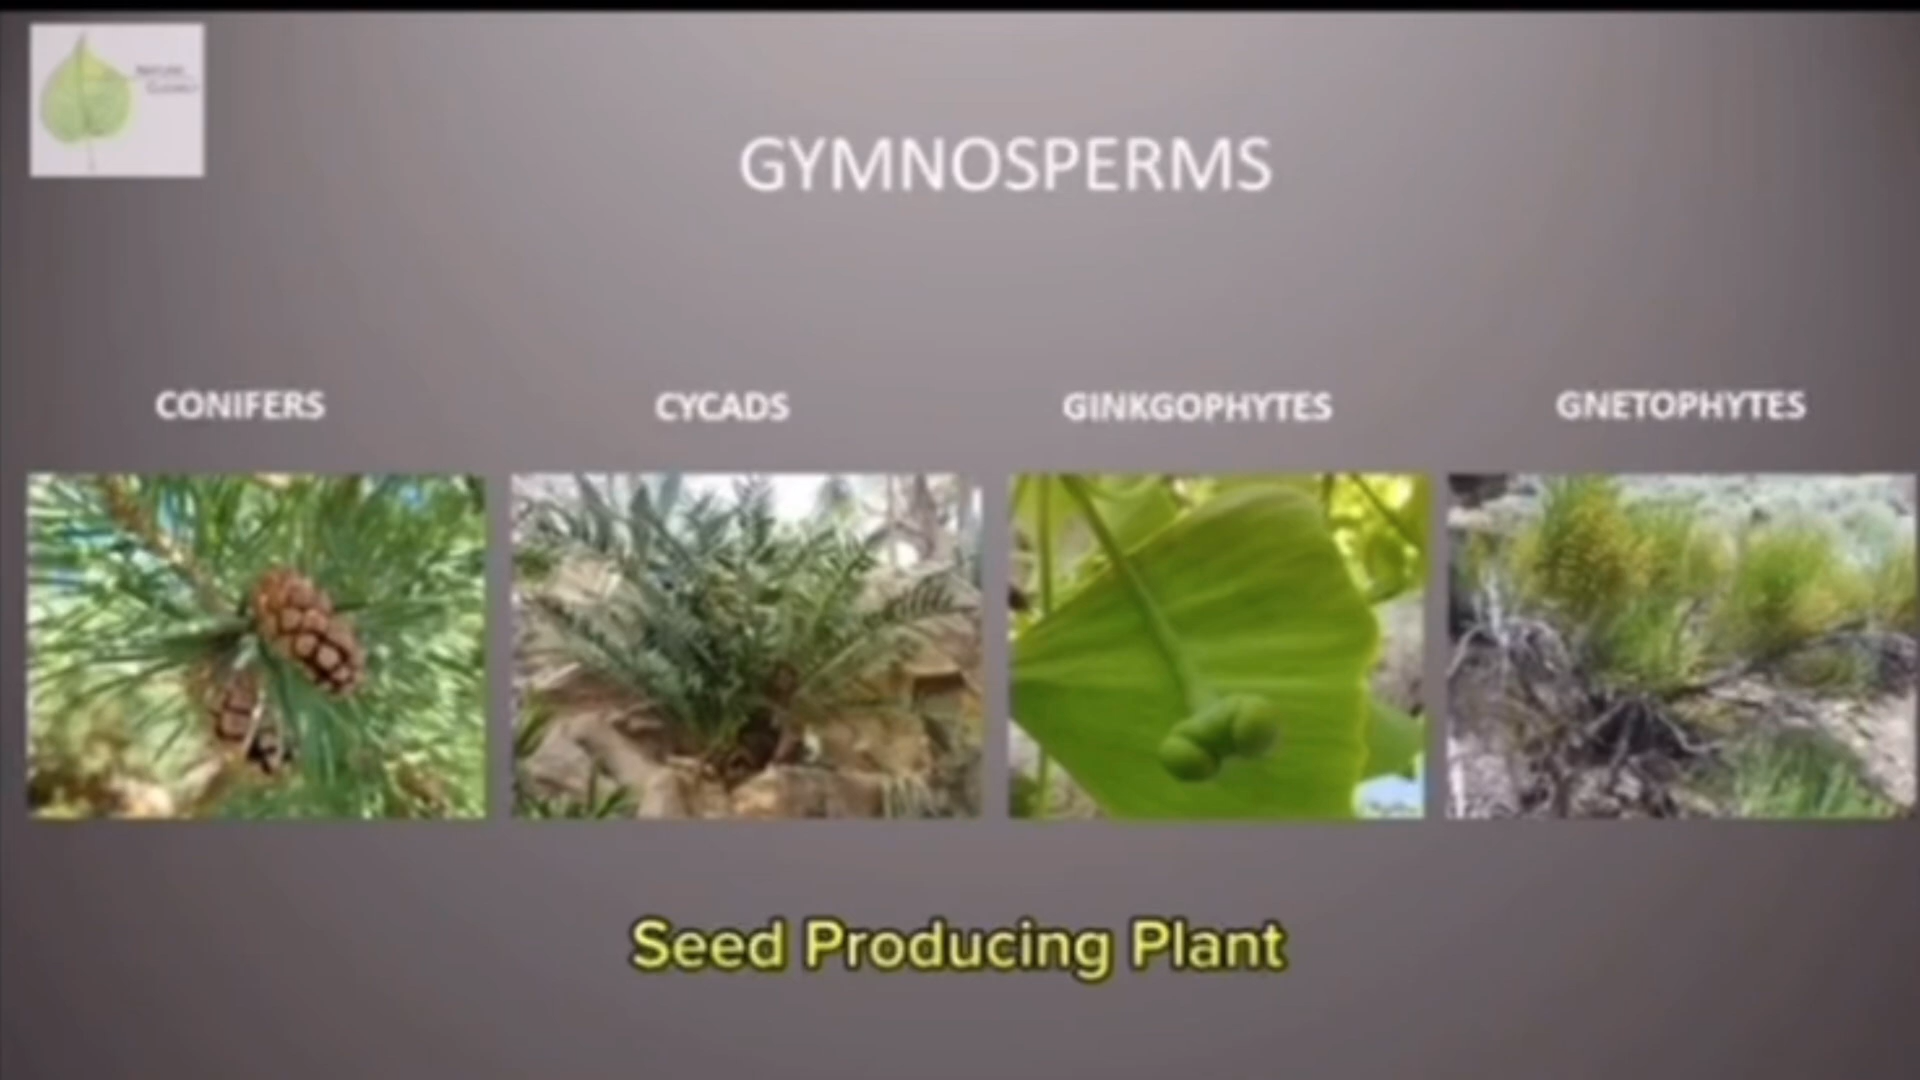 GYMNOSPERMS
CONIFERS
CYCADS
GINKGOPHYTES
GNETOPHYTES
Seed Producing Plant